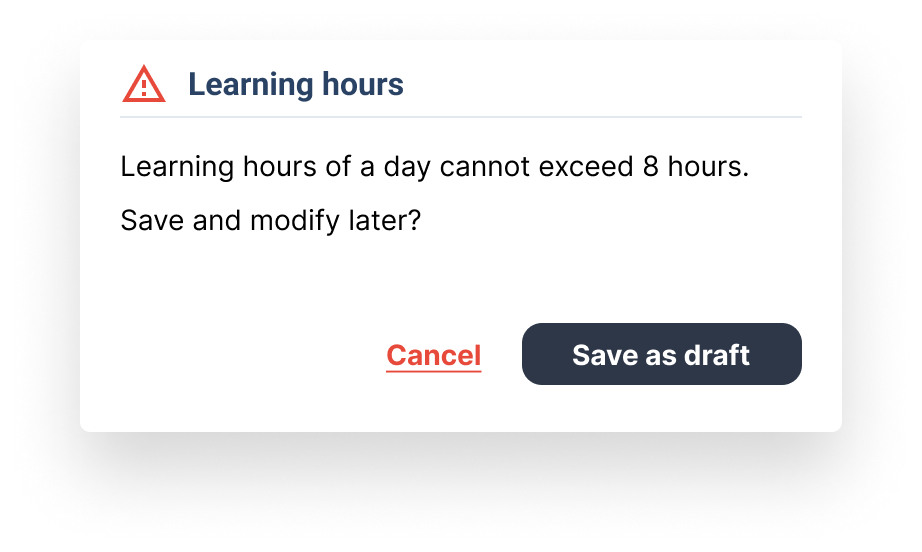 Learning hours
Learning hours of a day cannot exceed 8 hours.
Save and modify later?
Cancel
Save as draft